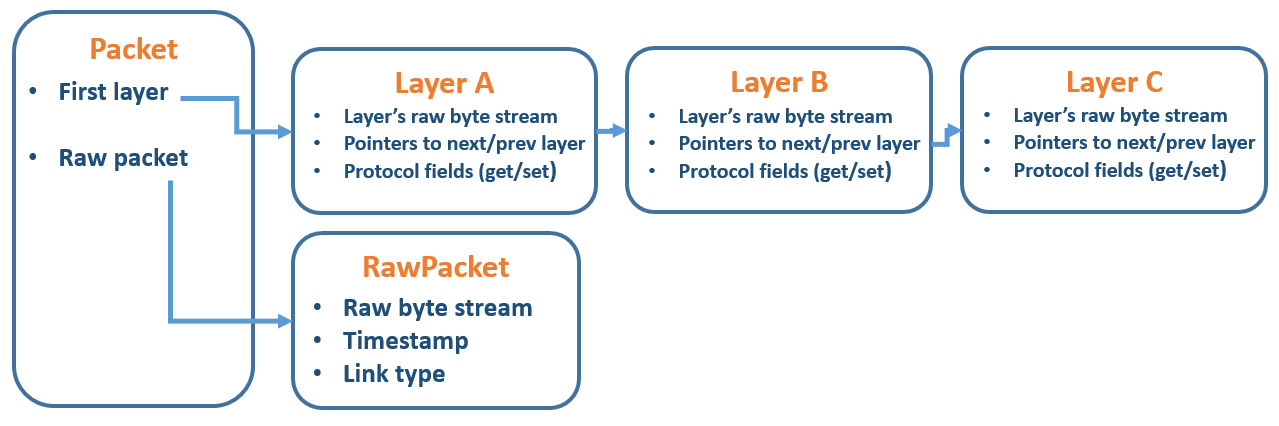 Packet
• First layer
• Raw packet
Layer A
• Layer’s raw byte stream
• Pointers to next/prev layer
• Protocol fields (get/set)
Layer B
• Layer’s raw byte stream
• Pointers to next/prev layer
• Protocol fields (get/set)
Layer C
• Layer’s raw byte stream
• Pointers to next/prev layer
• Protocol fields (get/set)
RawPacket
• Raw byte stream
• Timestamp
• Link type